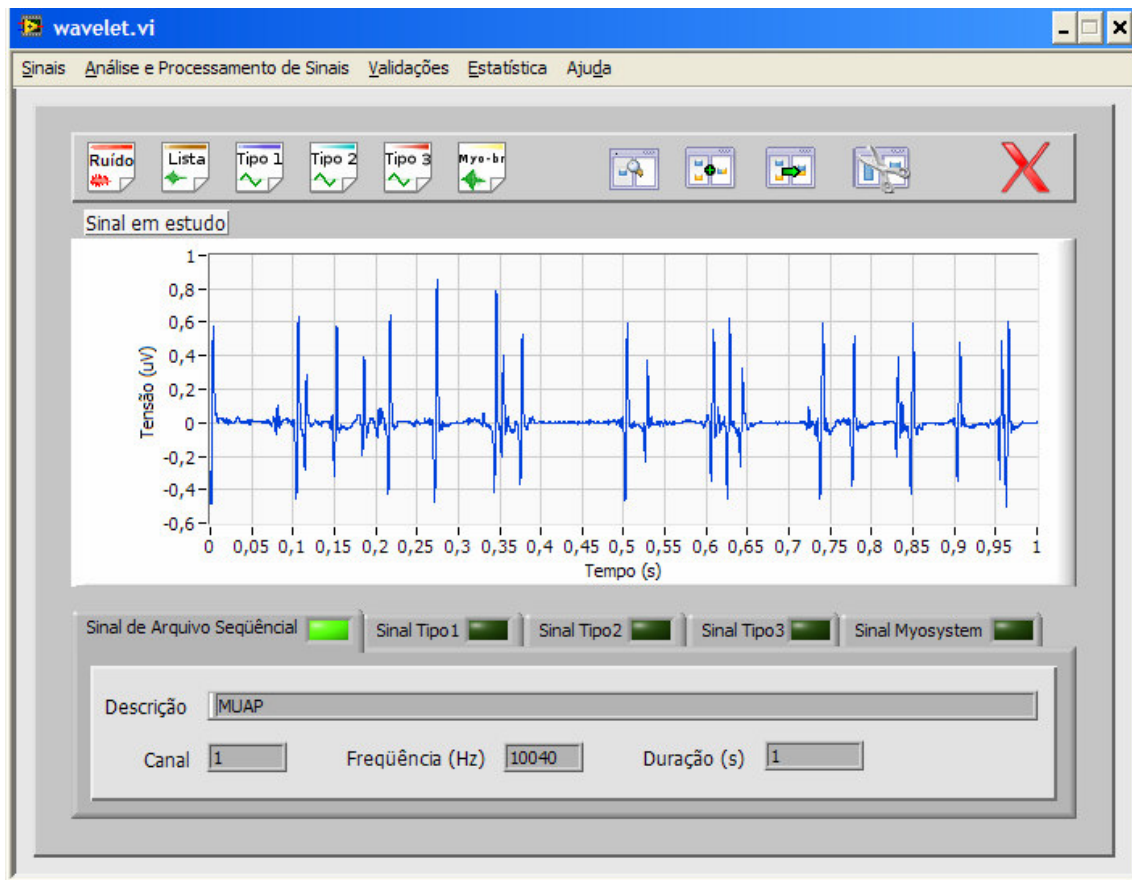 wavelet.vi
Sinais Análise e Processamento de Sinais Validações Estatística Ajuda
Ruído Lista Tipo 1 Tipo 2 Tipo 3 Myo-br
Sinal em estudo
1
0,8
0,6
0,4
0,2
0
-0,2
-0,4
-0,6
Tensão (uV)
0 0,05 0,1 0,15 0,2 0,25 0,3 0,35 0,4 0,45 0,5 0,55 0,6 0,65 0,7 0,75 0,8 0,85 0,9 0,95 1
Tempo (s)
Sinal de Arquivo Seqüêncial Sinal Tipo1 Sinal Tipo2 Sinal Tipo3 Sinal Myosystem
Descrição MUAP
Canal 1 Freqüência (Hz) 10040 Duração (s) 1